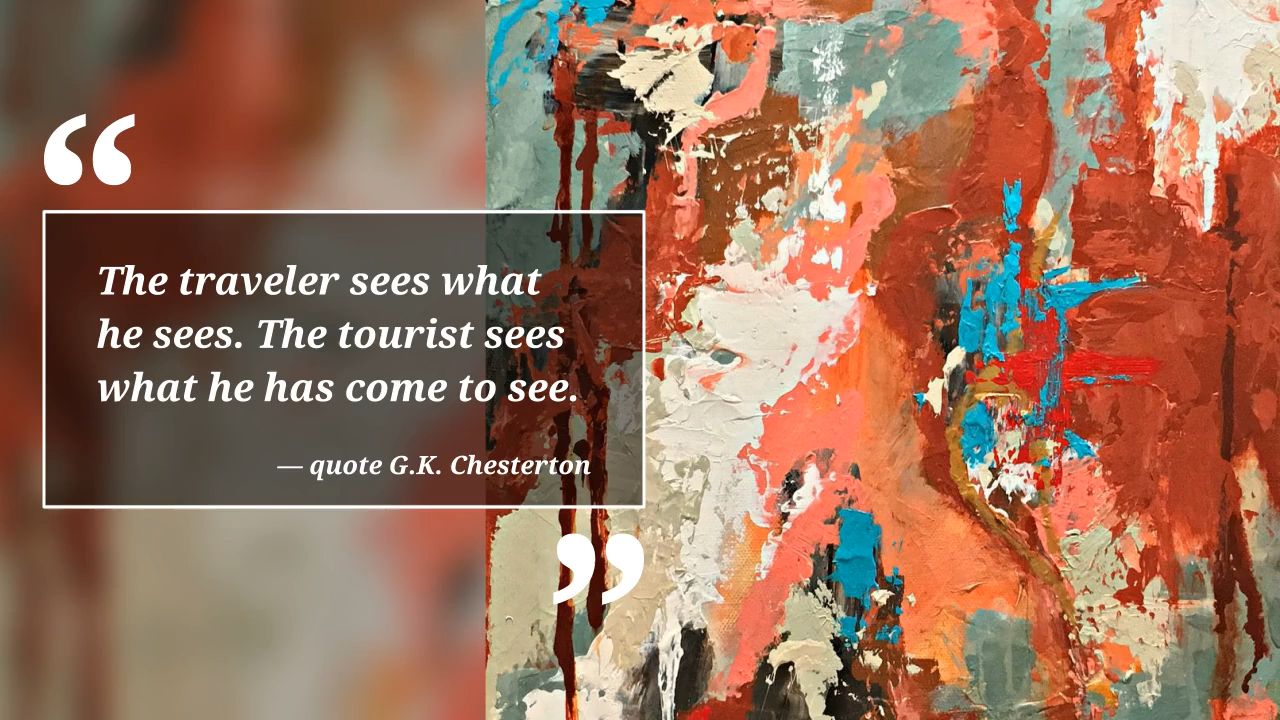 “
The traveler sees what
he sees. The tourist sees
what he has come to see.
— quote G.K. Chesterton
”